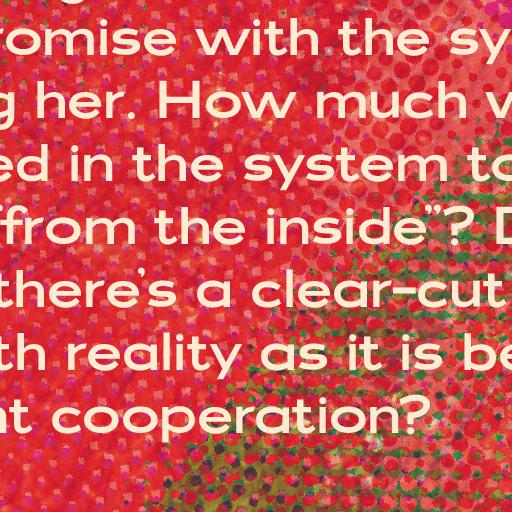 romise with the sy
g her. How much w
ed in the system to
"from the inside"? D
there's a clear-cut
th reality as it is be
nt cooperation?